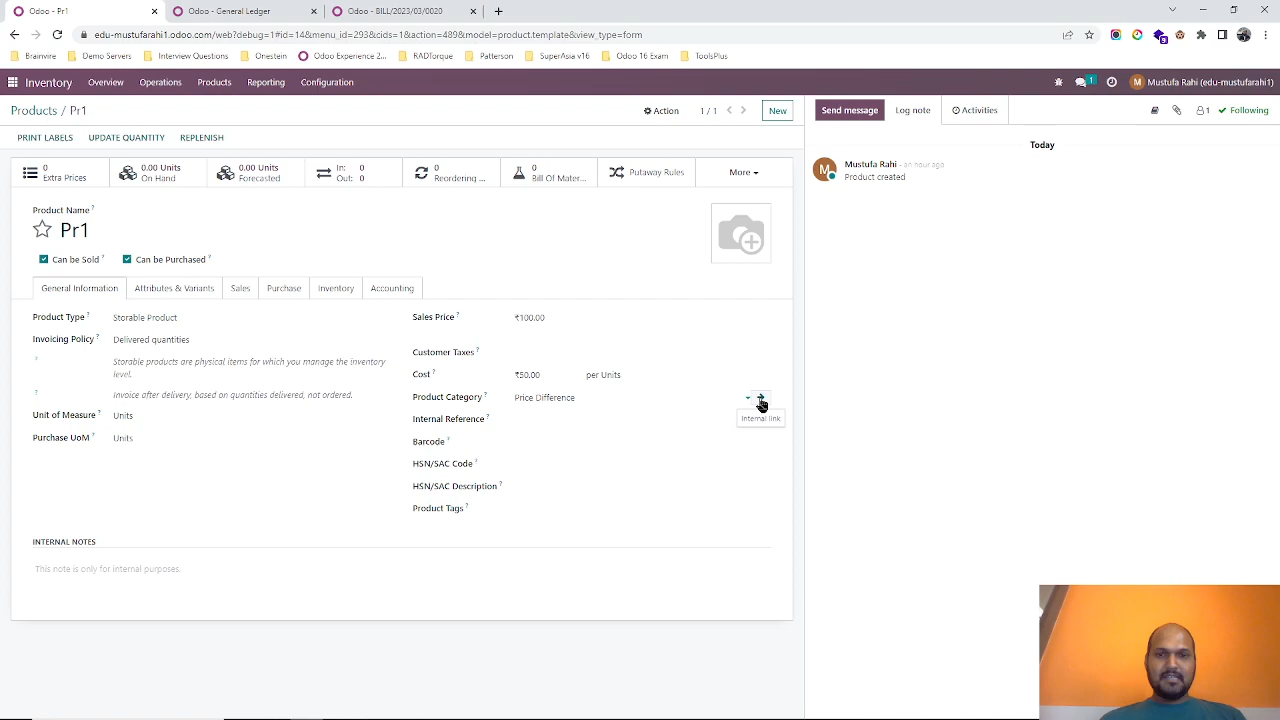 Odoo - Pr1
Odoo - General Ledger
Odoo - BILL/2023/03/0020
edu-mustufarahi1.odoo.com/web?debug=1#id=14&menu_id=293&cids=1&action=489&model=product.template&view_type=form
Brainvire
Demo Servers
Interview Questions
Orestein
Odoo Experience 2...
RADTorque
Patterson
SuperAsia v16
Odoo 16 Exam
ToolsPlus
Inventory Overview Operations Products Reporting Configuration
1
Mustufa Rahi (edu-mustufarahi1)
Products / Pr1
Action
1 / 1
New
PRINT LABELS UPDATE QUANTITY REPLENISH
0
Extra Prices
0.00 Units
On Hand
0.00 Units
Forecasted
In: 0
Out: 0
0
Reordering ...
0
Bill Of Mater...
Putaway Rules
More
Product Name ?
Pr1
Can be Sold ?
Can be Purchased ?
General Information
Attributes & Variants
Sales
Purchase
Inventory
Accounting
Product Type ? Storable Product
Invoicing Policy ? Delivered quantities
? Storable products are physical items for which you manage the inventory
level.
? Invoice after delivery, based on quantities delivered, not ordered.
Unit of Measure ? Units
Purchase UoM ? Units
Sales Price ? ₹100.00
Customer Taxes ?
Cost ? ₹50.00 per Units
Product Category ? Price Difference
Internal link
Internal Reference ?
Barcode ?
HSN/SAC Code ?
HSN/SAC Description ?
Product Tags ?
INTERNAL NOTES
This note is only for internal purposes.
Send message
Log note
Activities
1
Following
Today
M
Mustufa Rahi - an hour ago
Product created